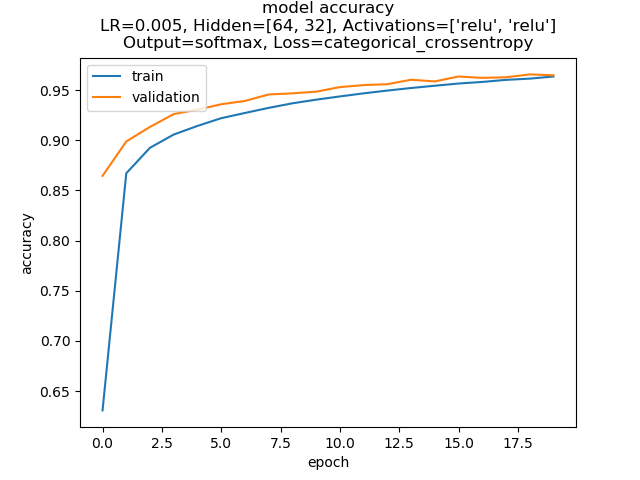 model accuracy
LR=0.005, Hidden=[64, 32], Activations=['relu', 'relu']
Output=softmax, Loss=categorical_crossentropy
train
validation
0.95
0.90
0.85
0.80
0.75
0.70
0.65
accuracy
0.0 2.5 5.0 7.5 10.0 12.5 15.0 17.5
epoch